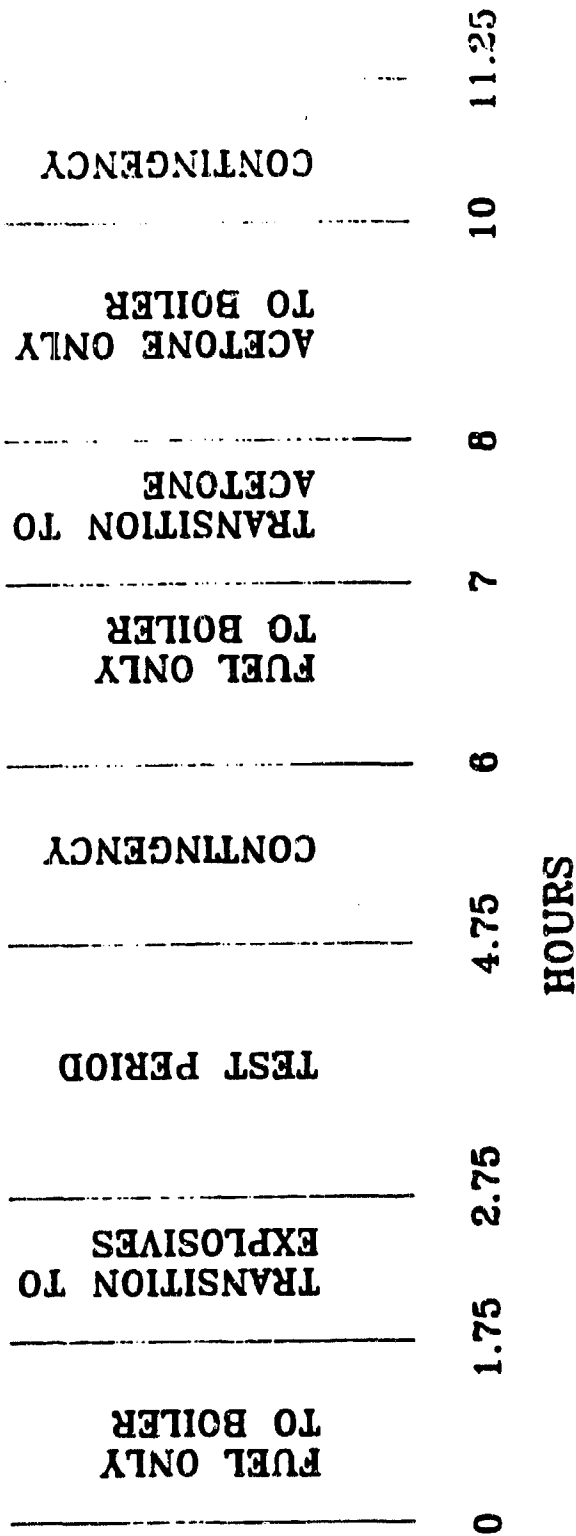 FUEL ONLY
TO BOILER
TRANSITION TO
EXPLOSIVES
TEST PERIOD
CONTINGENCY
FUEL ONLY
TO BOILER
TRANSITION TO
ACETONE
ACETONE ONLY
TO BOILER
CONTINGENCY
0
1.75
2.75
4.75
6
7
8
10
11.25
HOURS